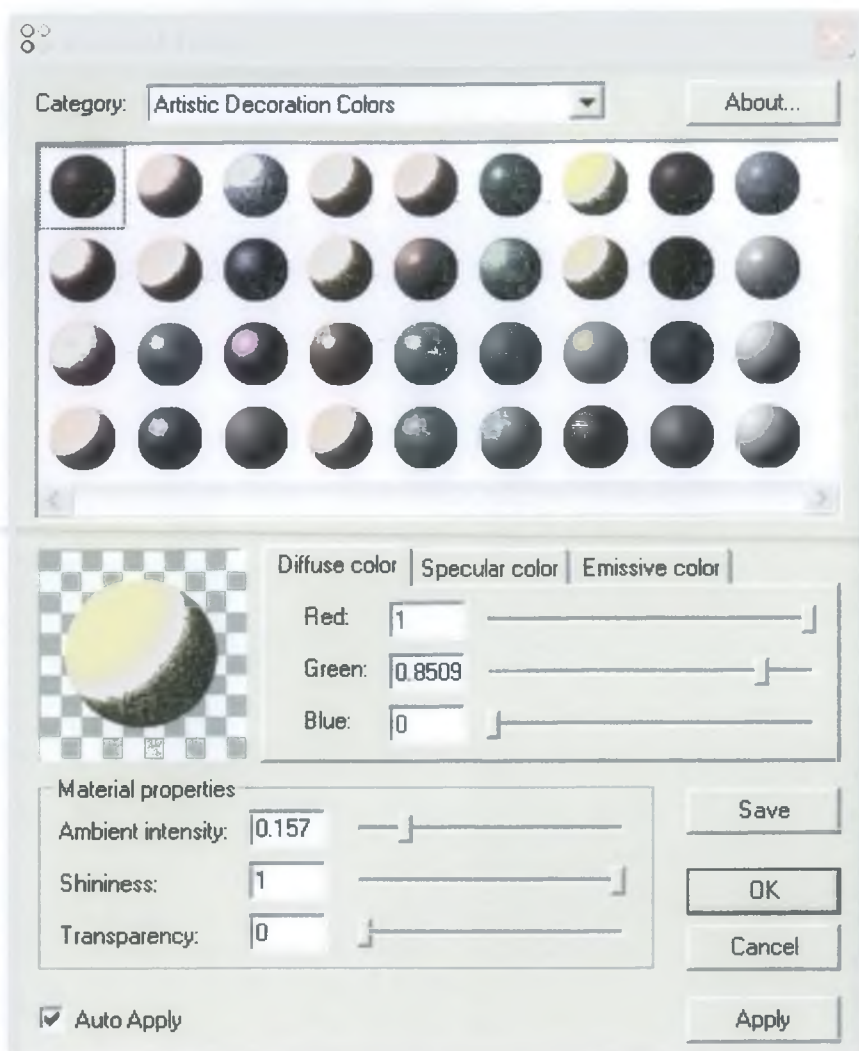 Category: Artistic Decoration Colors About...
Diffuse color Specular color Emissive color
Red: 1
Green: 0.8509
Blue: 0
Material properties
Ambient intensity: 0.157
Shininess: 1
Transparency: 0
Save
OK
Cancel
Auto Apply Apply